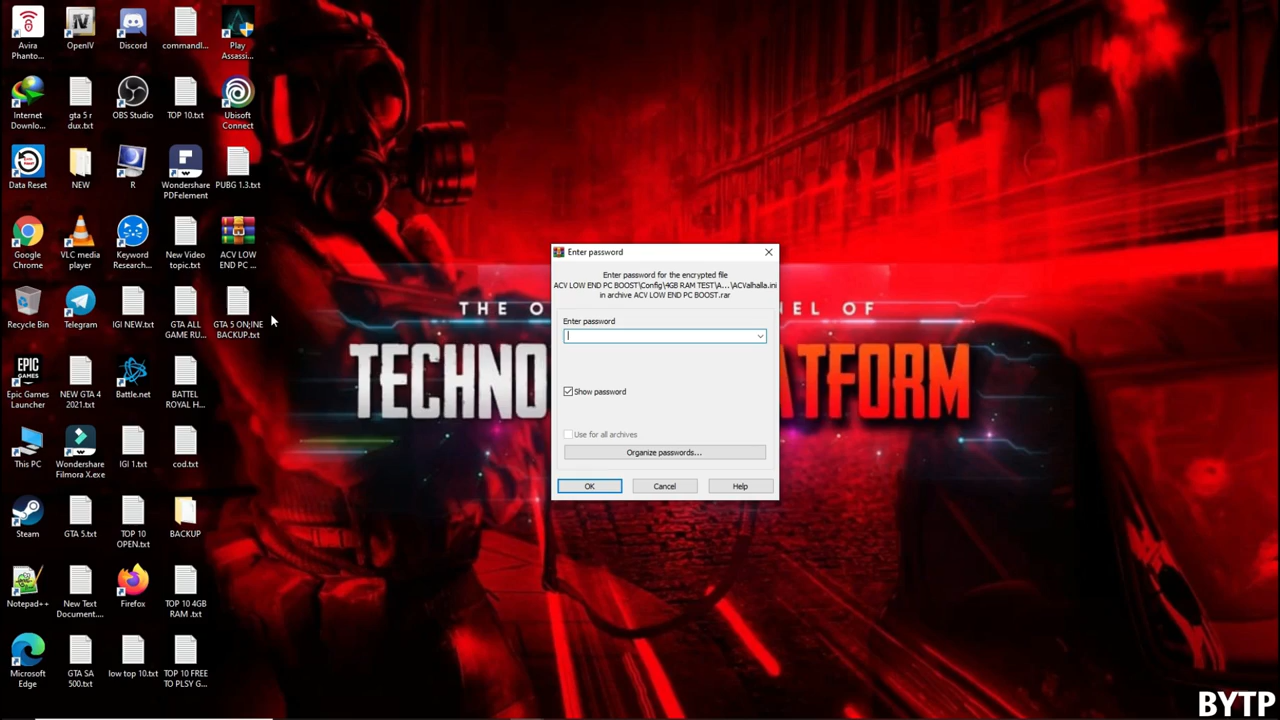 Avira
Phanto...
OpenIV
Discord
commandl...
Play
Assassi...
Internet
Downlo...
gta 5 r
dux.txt
OBS Studio
TOP 10.txt
Ubisoft
Connect
Data Reset
NEW
R
Wondershare
PDFelement
PUBG 1.3.txt
Google
Chrome
VLC media
player
Keyword
Research...
New Video
topic.txt
ACV LOW
END PC ...
Recycle Bin
Telegram
IGI NEW.txt
GTA ALL
GAME RU...
GTA 5 ON;INE
BACKUP.txt
EPIC
GAMES
Epic Games
Launcher
NEW GTA 4
2021.txt
Battle.net
BATTEL
ROYAL H...
This PC
Wondershare
Filmora X.exe
IGI 1.txt
cod.txt
Steam
GTA 5.txt
TOP 10
OPEN.txt
BACKUP
Notepad++
New Text
Document....
Firefox
TOP 10 4GB
RAM .txt
Microsoft
Edge
GTA SA
500.txt
low top 10.txt
TOP 10 FREE
TO PLSY G...
Enter password
Enter password for the encrypted file
ACV LOW END PC BOOST\Config\4GB RAM TEST\A...\ACValhalla.ini
in archive ACV LOW END PC BOOST.rar
Enter password
Show password
Use for all archives
Organize passwords...
OK
Cancel
Help
THE O
NEL OF
TECHNO
ATFORM
BYTP